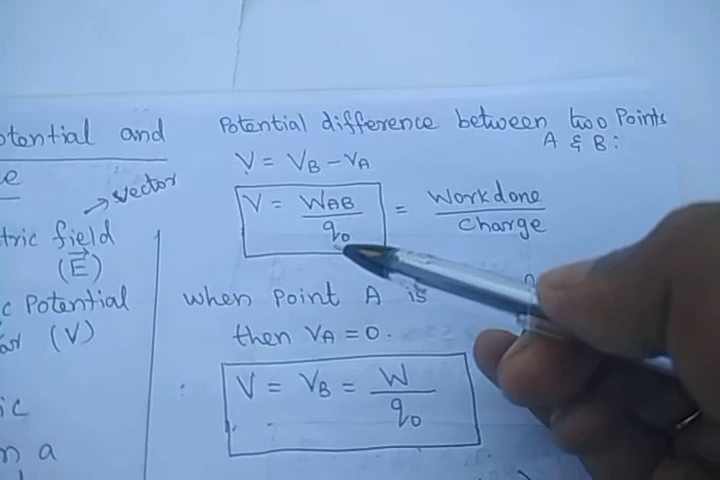 otential and
e
→ vector
tric field
(E⃗)
c Potential
ar (V)
ic
n a
Potential difference between two Points
A & B:
V = VB - VA
V = WAB / q0 = Workdone / Charge
when Point A is
then VA = 0.
V = VB = W / q0